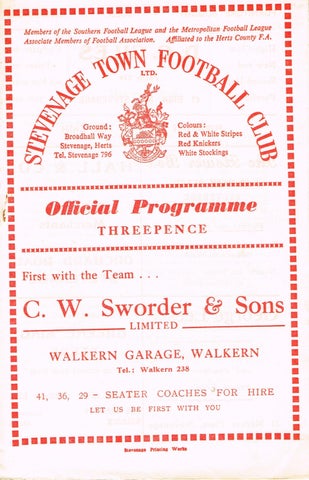 Members of the Southern Football League and the Metropolitan Football League
Associate Members of Football Association. Affiliated to the Herts County F.A.
STEVENAGE TOWN FOOTBALL CLUB
LTD.
Ground:
Broadhall Way
Stevenage, Herts
Tel. Stevenage 796
Colours:
Red & White Stripes
Red Knickers
White Stockings
Official Programme
THREEPENCE
First with the Team . . .
C. W. Sworder & Sons
LIMITED
WALKERN GARAGE, WALKERN
Tel.: Walkern 238
41, 36, 29 - SEATER COACHES FOR HIRE
LET US BE FIRST WITH YOU
Stevenage Printing Works